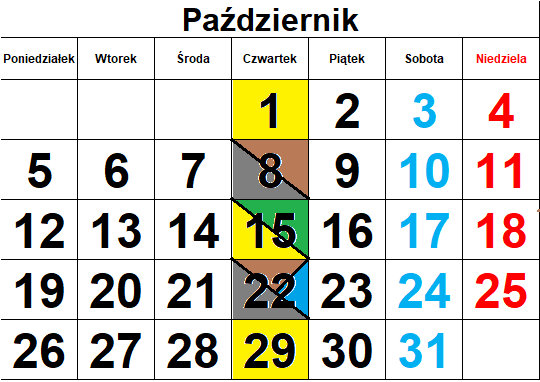 Październik
Poniedziałek Wtorek Środa Czwartek Piątek Sobota Niedziela
1 2 3 4
5 6 7 8 9 10 11
12 13 14 15 16 17 18
19 20 21 22 23 24 25
26 27 28 29 30 31